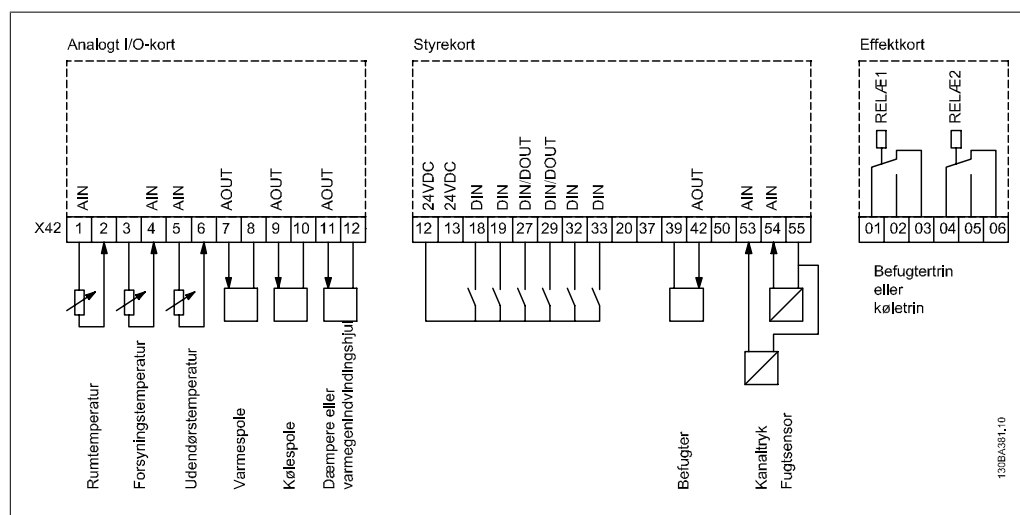 Analogt I/O-kort
Styrekort
Effektkort
RELÆ1
RELÆ2
AIN
AIN
AIN
AOUT
AOUT
AOUT
24VDC
24VDC
DIN
DIN
DIN/DOUT
DIN/DOUT
DIN
DIN
AOUT
AIN
AIN
X42 1 2 3 4 5 6 7 8 9 10 11 12
12 13 18 19 27 29 32 33 20 37 39 42 50 53 54 55
01 02 03 04 05 06
Befugtertrin
eller
køletrin
Rumtemperatur
Forsyningstemperatur
Udendørstemperatur
Varmespole
Kølespole
Dæmpere eller
varmegenindvindingshjul
Befugter
Kanaltryk
Fugtsensor
130BA381.10